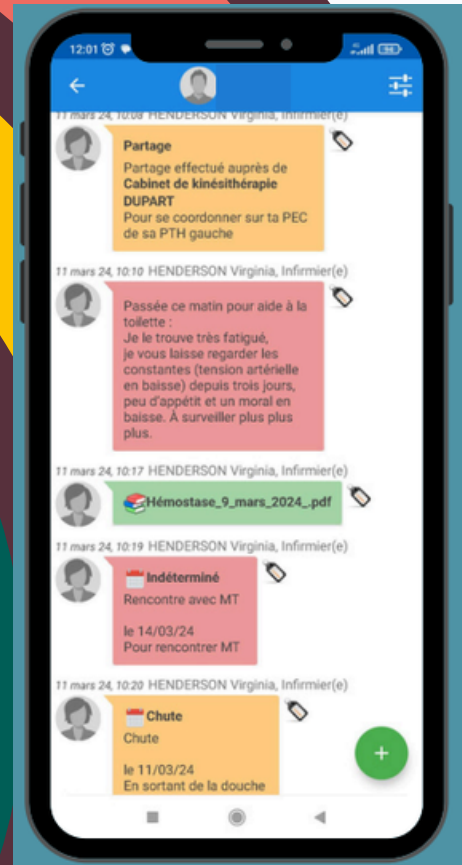 12:01
94
11 mars 24, 10:08 HENDERSON Virginia, Infirmier(e)
Partage
Partage effectué auprès de
Cabinet de kinésithérapie
DUPART
Pour se coordonner sur ta PEC
de sa PTH gauche
11 mars 24, 10:10 HENDERSON Virginia, Infirmier(e)
Passée ce matin pour aide à la
toilette :
Je le trouve très fatigué,
je vous laisse regarder les
constantes (tension artérielle
en baisse) depuis trois jours,
peu d'appétit et un moral en
baisse. À surveiller plus plus
plus.
11 mars 24, 10:17 HENDERSON Virginia, Infirmier(e)
Hémostase_9_mars_2024_.pdf
11 mars 24, 10:19 HENDERSON Virginia, Infirmier(e)
Indéterminé
Rencontre avec MT
le 14/03/24
Pour rencontrer MT
11 mars 24, 10:20 HENDERSON Virginia, Infirmier(e)
Chute
Chute
le 11/03/24
En sortant de la douche